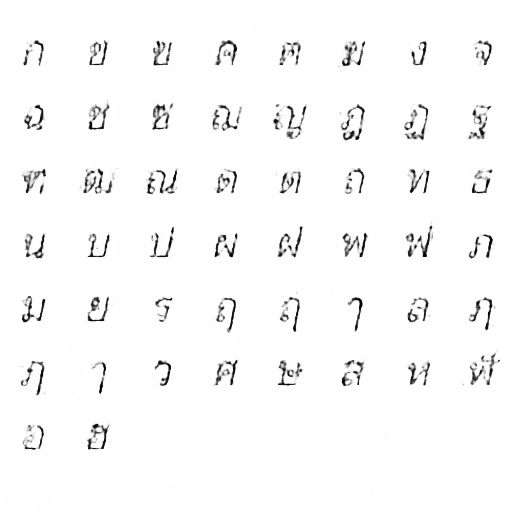 ก ข ฃ ค ฅ ฆ ง จ
ฉ ช ซ ฌ ญ ฎ ฏ ฐ
ฑ ฒ ณ ด ต ถ ท ธ
น บ ป ผ ฝ พ ฟ ภ
ม ย ร ฤ ฤ า ล ฦ
ฦ า ว ศ ษ ส ห ฬ
อ ฮ